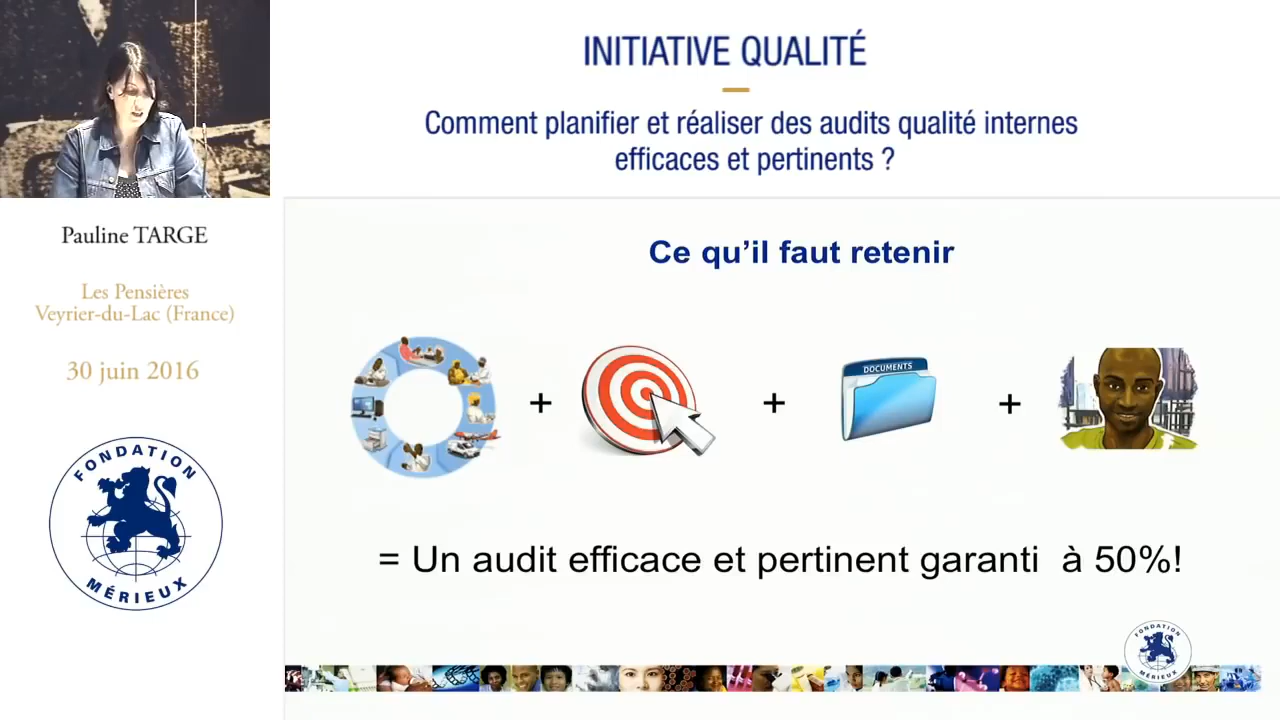 INITIATIVE QUALITÉ
Comment planifier et réaliser des audits qualité internes
efficaces et pertinents ?
Pauline TARGE
Les Pensières
Veyrier-du-Lac (France)
30 juin 2016
FONDATION
MÉRIEUX
Ce qu'il faut retenir
+
+
DOCUMENTS
+
= Un audit efficace et pertinent garanti à 50%!
FONDATION
MÉRIEUX